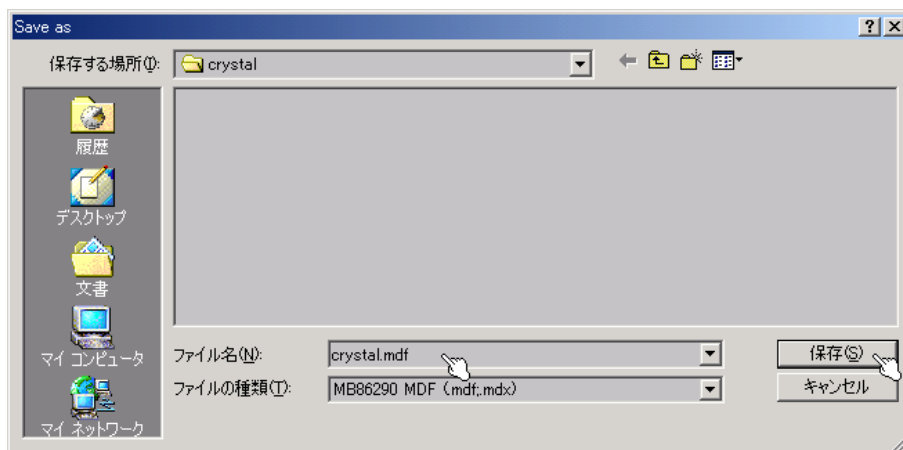 Save as
保存する場所(I):
crystal
履歴
デスクトップ
文書
マイ コンピュータ
マイ ネットワーク
ファイル名(N):
crystal.mdf
保存(S)
ファイルの種類(T):
MB86290 MDF (mdf;.mdx)
キャンセル